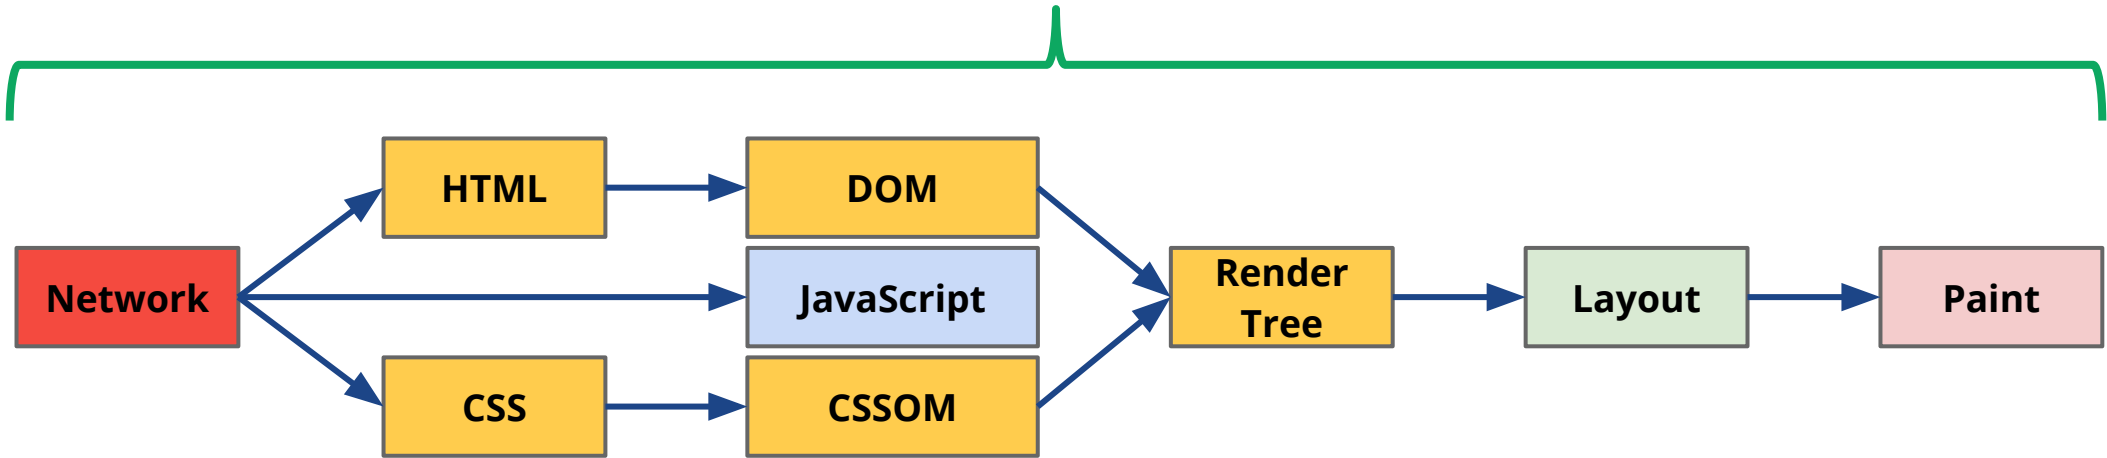 HTML
DOM
Network
JavaScript
Render
Tree
Layout
Paint
CSS
CSSOM